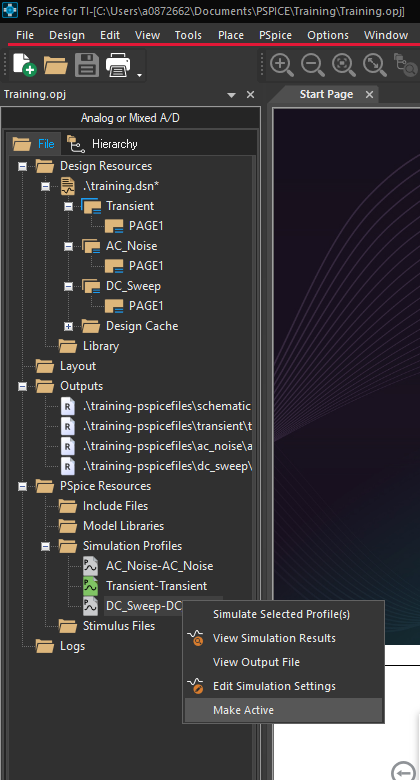 PSpice for TI-[C:\Users\a0872662\Documents\PSPICE\Training\Training.opj]
File Design Edit View Tools Place PSpice Options Window
Training.opj
Start Page
Analog or Mixed A/D
File Hierarchy
Design Resources
.\training.dsn*
Transient
PAGE1
AC_Noise
PAGE1
DC_Sweep
PAGE1
Design Cache
Library
Layout
Outputs
.\training-pspicefiles\schematic
.\training-pspicefiles\transient\t
.\training-pspicefiles\ac_noise\a
.\training-pspicefiles\dc_sweep\
PSpice Resources
Include Files
Model Libraries
Simulation Profiles
AC_Noise-AC_Noise
Transient-Transient
DC_Sweep-DC
Stimulus Files
Logs
Simulate Selected Profile(s)
View Simulation Results
View Output File
Edit Simulation Settings
Make Active